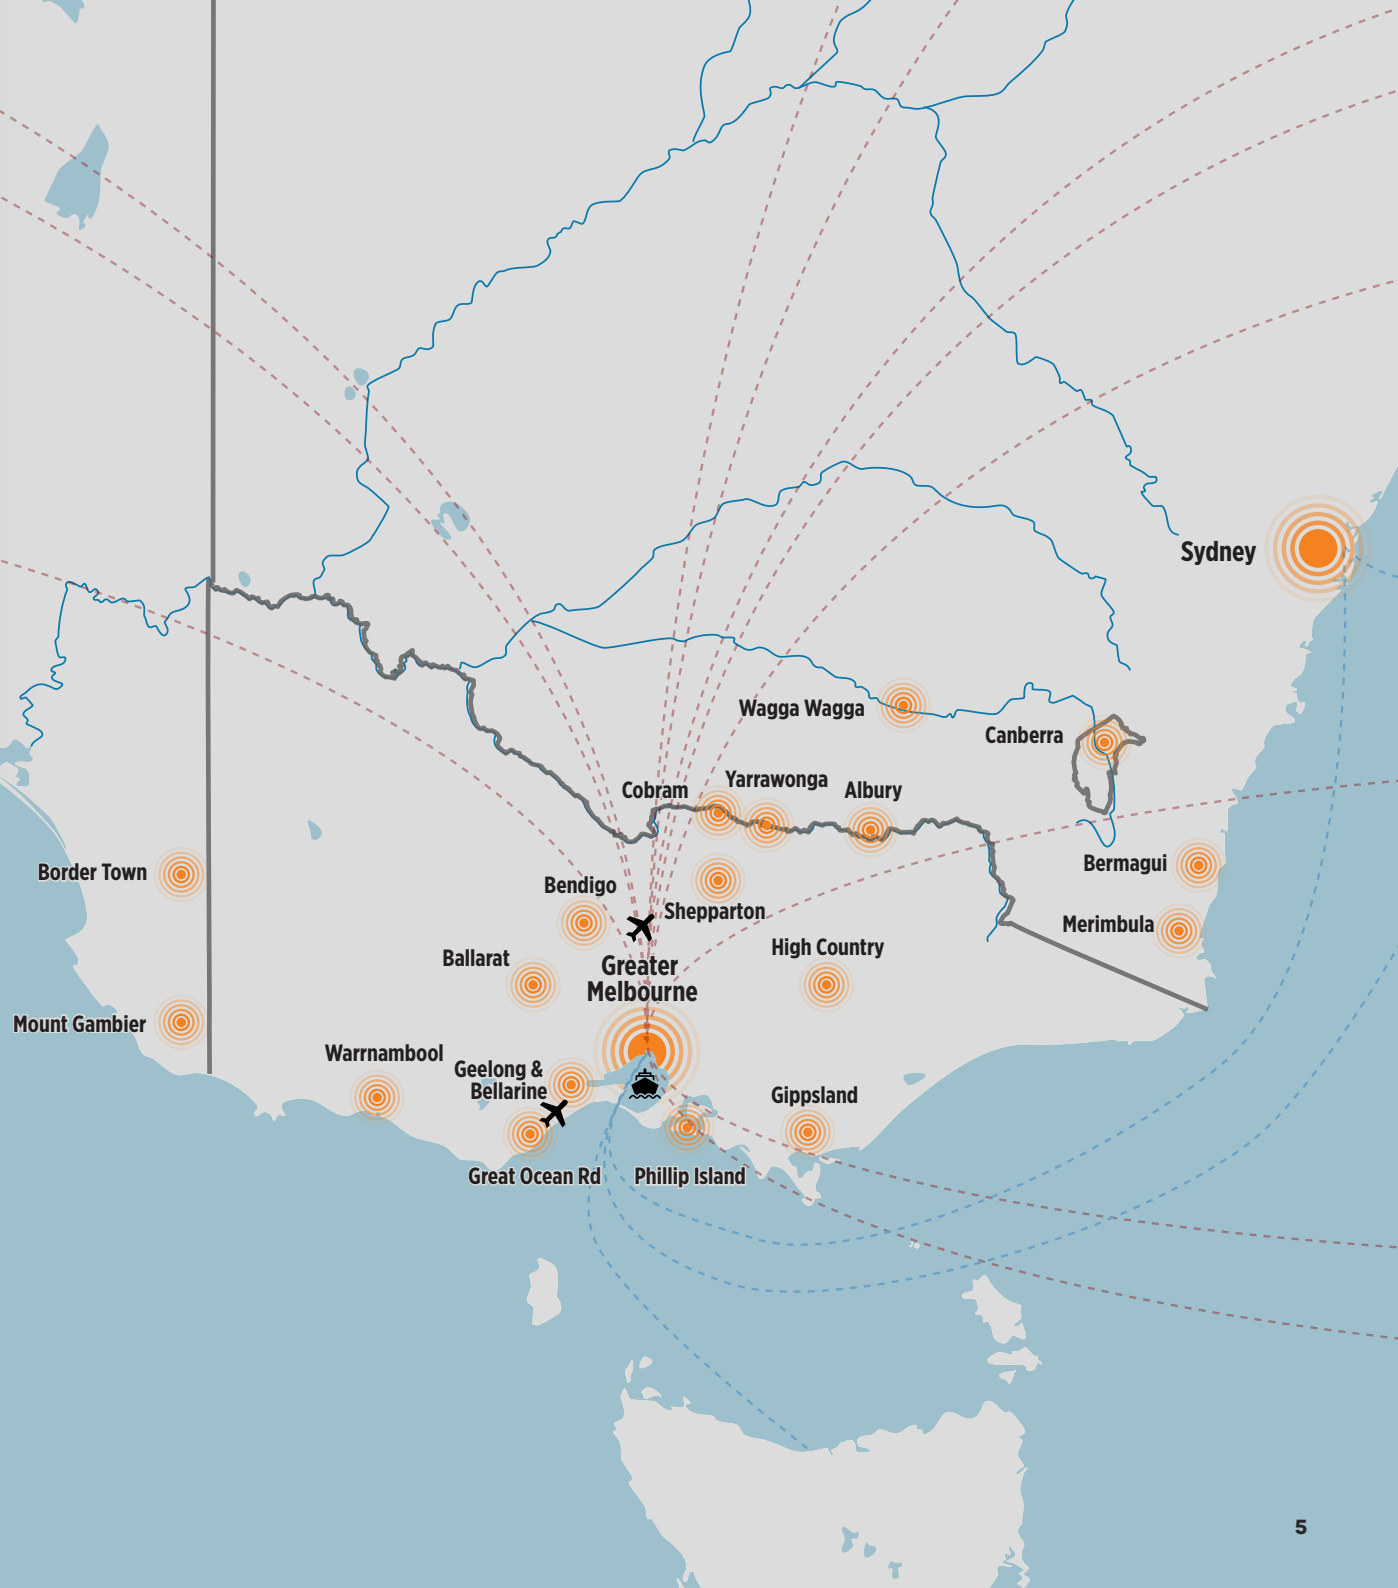 Sydney
Wagga Wagga
Canberra
Yarrawonga
Cobram
Albury
Border Town
Bermagui
Bendigo
Shepparton
Merimbula
High Country
Ballarat
Greater
Melbourne
Mount Gambier
Warrnambool
Geelong &
Bellarine
Gippsland
Great Ocean Rd
Phillip Island
5